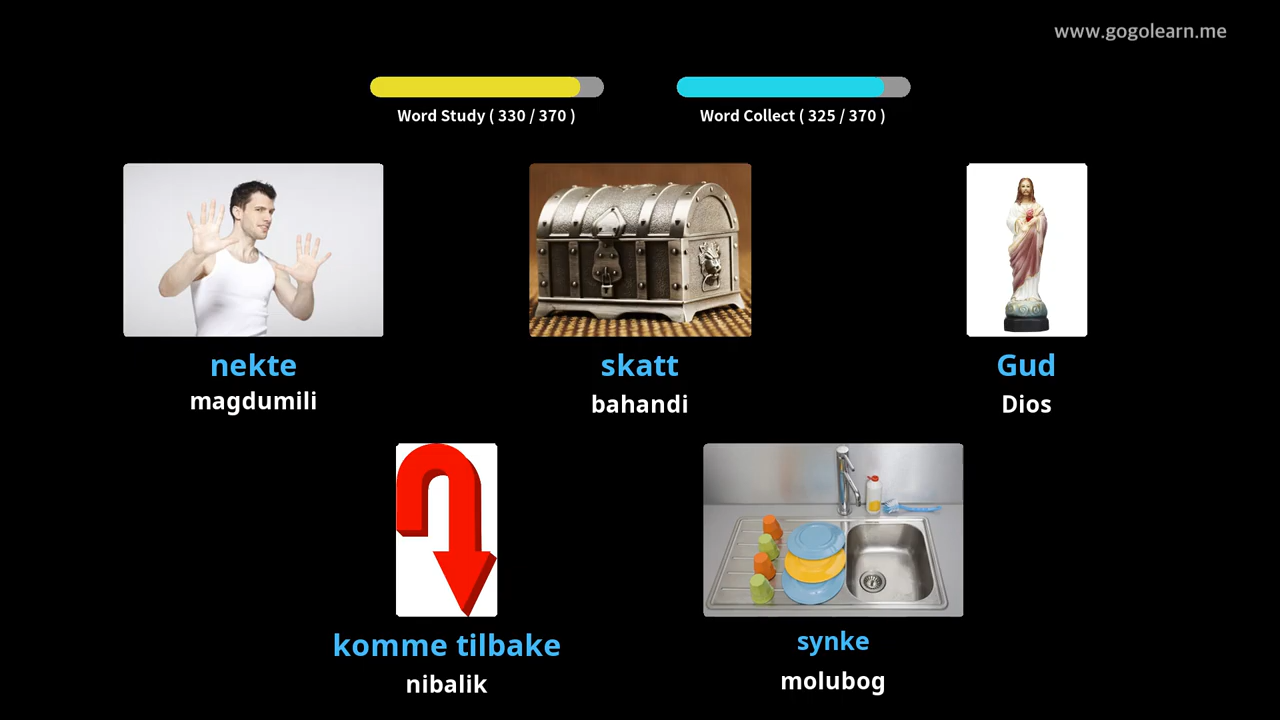 www.gogolearn.me
Word Study ( 330 / 370 )
Word Collect ( 325 / 370 )
nekte
magdumili
skatt
bahandi
Gud
Dios
komme tilbake
nibalik
synke
molubog